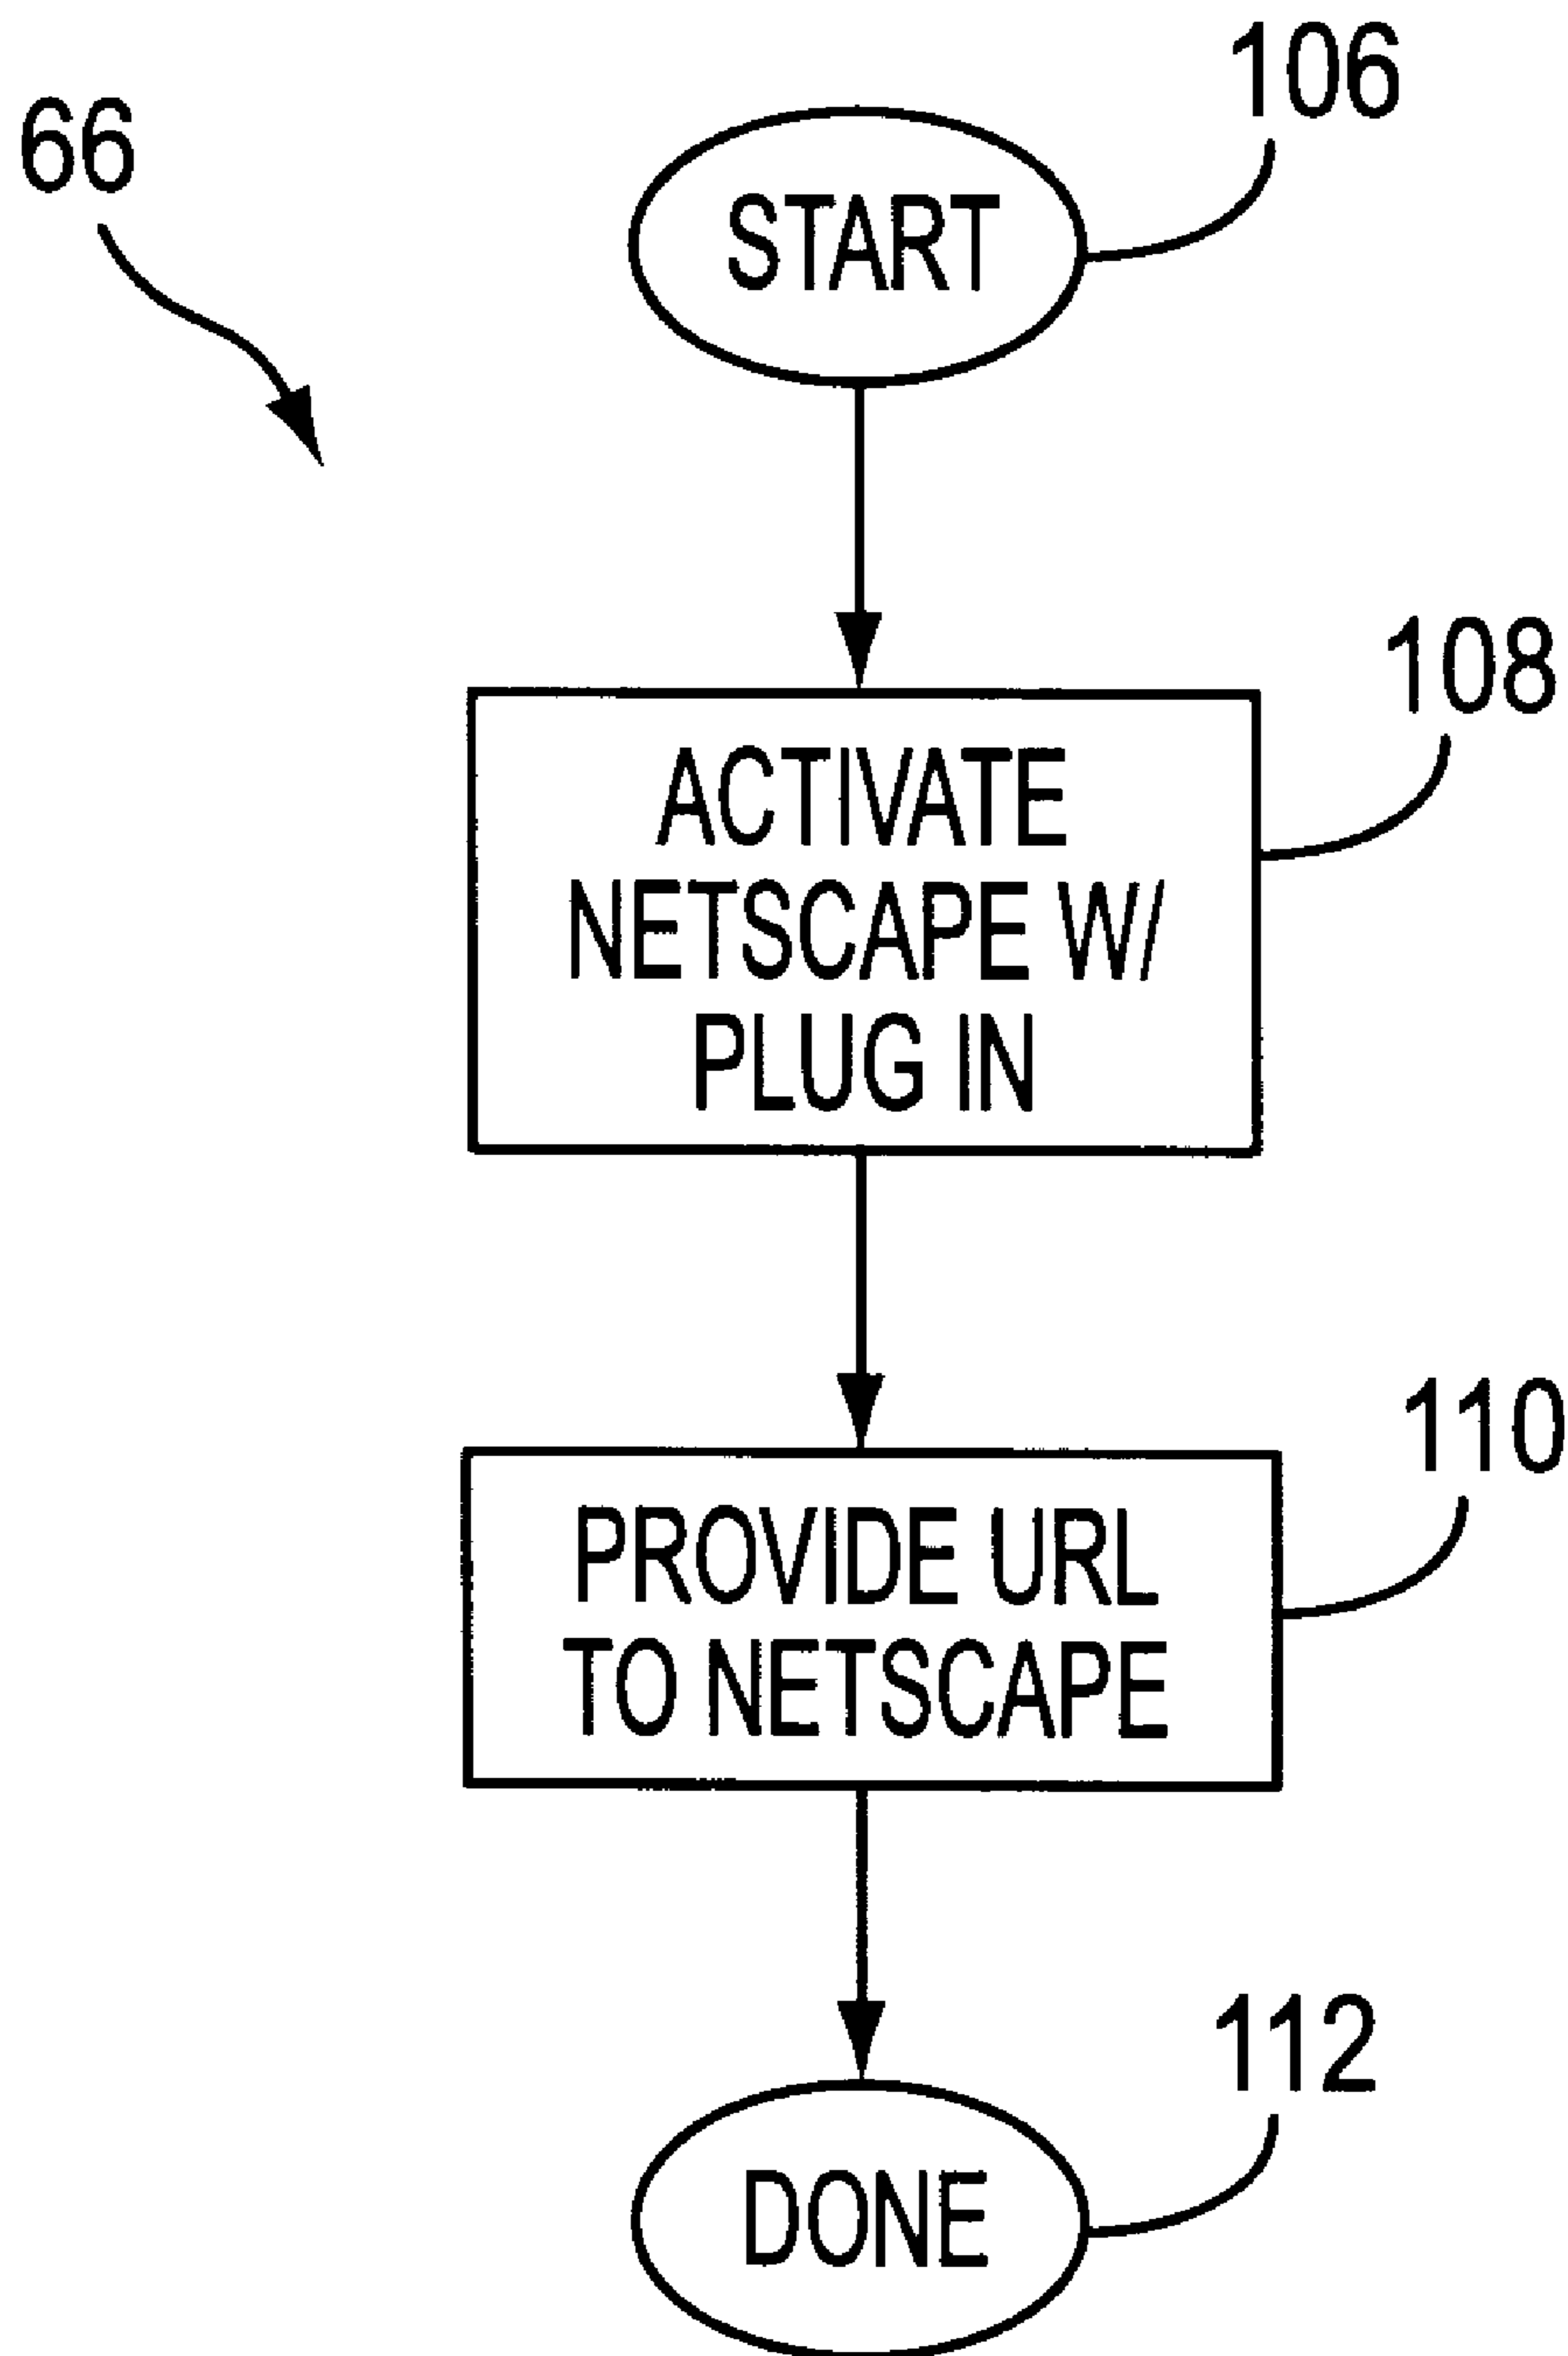 106
66
START
108
ACTIVATE
NETSCAPE W/
PLUG IN
110
PROVIDE URL
TO NETSCAPE
112
DONE